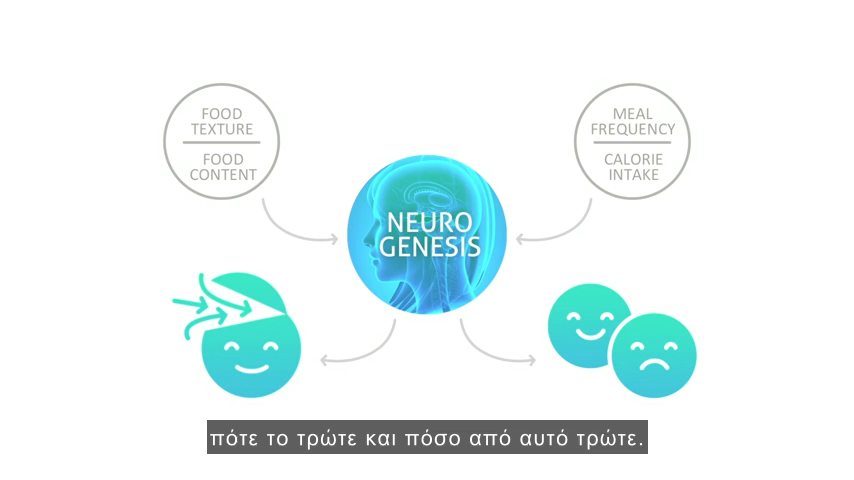 FOOD
TEXTURE
FOOD
CONTENT
MEAL
FREQUENCY
CALORIE
INTAKE
NEURO
GENESIS
πότε το τρώτε και πόσο από αυτό τρώτε.